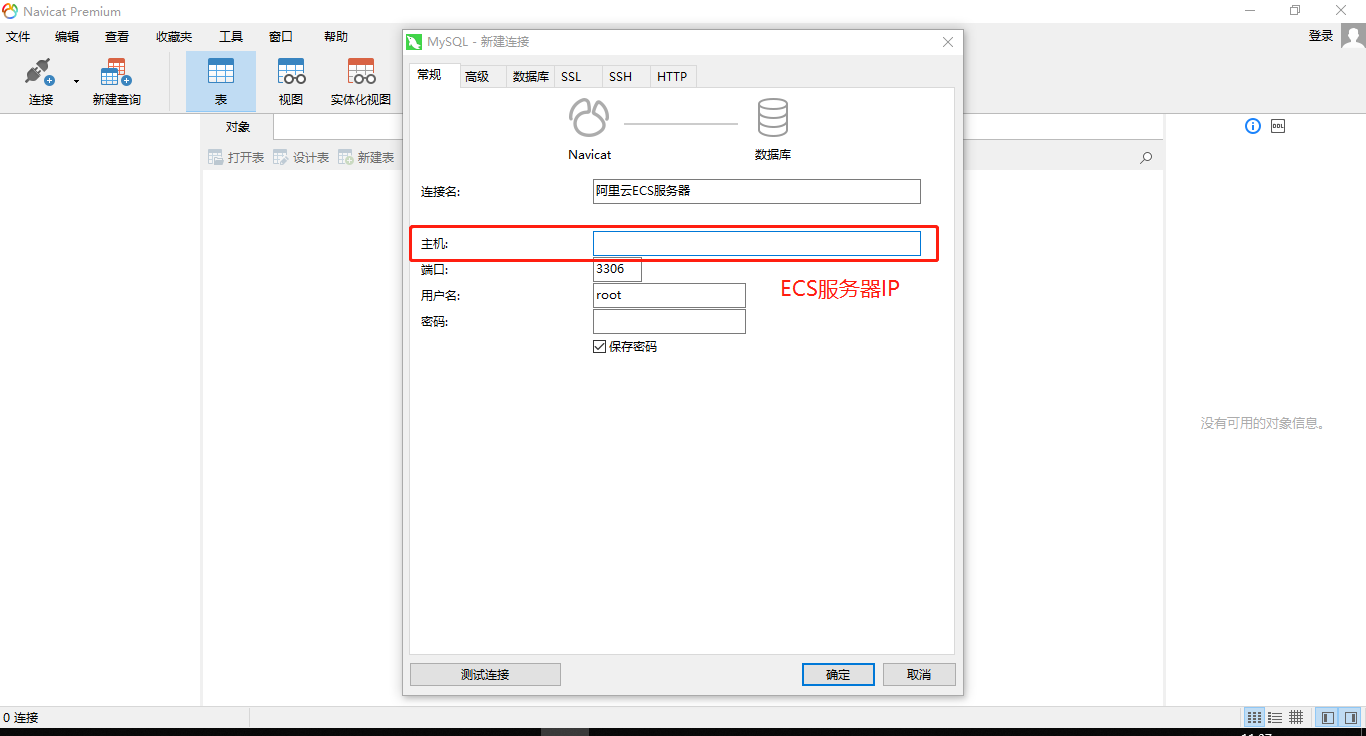 Navicat Premium
文件 编辑 查看 收藏夹 工具 窗口 帮助 登录
连接 新建查询 表 视图 实体化视图
对象
打开表 设计表 新建表
MySQL - 新建连接
常规 高级 数据库 SSL SSH HTTP
Navicat 数据库
连接名: 阿里云ECS服务器
主机:
端口: 3306
ECS服务器IP
用户名: root
密码:
保存密码
DDL
没有可用的对象信息。
测试连接 确定 取消
0 连接